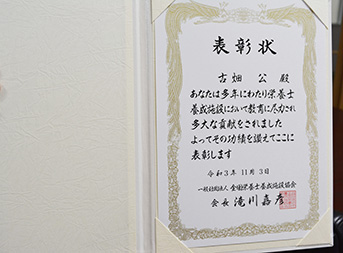 表彰状
古畑 公 殿
あなたは多年にわたり栄養士
養成施設において教育に尽力され
多大な貢献をされました
よってその功績を讃えてここに
表彰します
令和3年 11月 3日
一般社団法人 全国栄養士養成施設協会
会長 滝川嘉彦